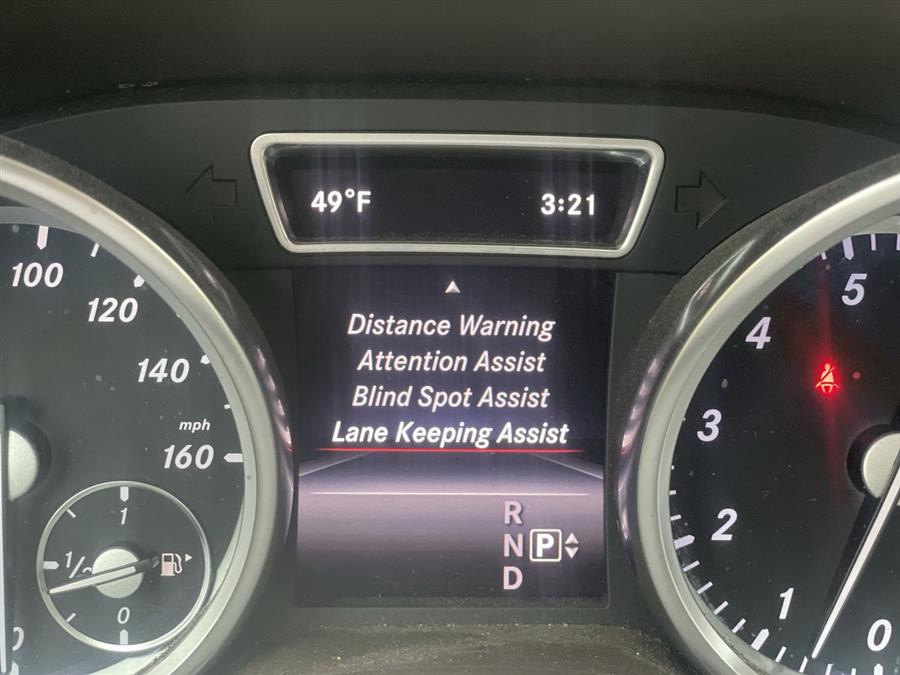 49°F 3:21
Distance Warning
Attention Assist
Blind Spot Assist
Lane Keeping Assist
R
N P
D
100
120
140
mph
160
1
1/2
0
5
4
3
2
1
0